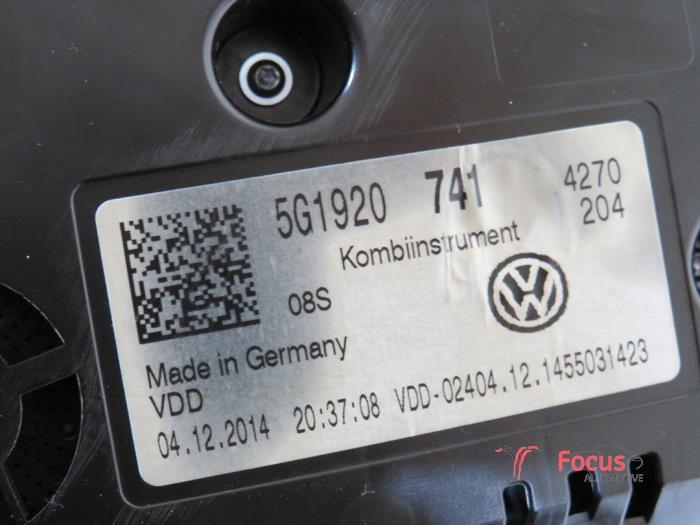 5G1920 741 4270
204
Kombiinstrument
08S
Made in Germany
VDD
04.12.2014 20:37:08 VDD-02404.12.1455031423
Focus
AUTOMOTIVE